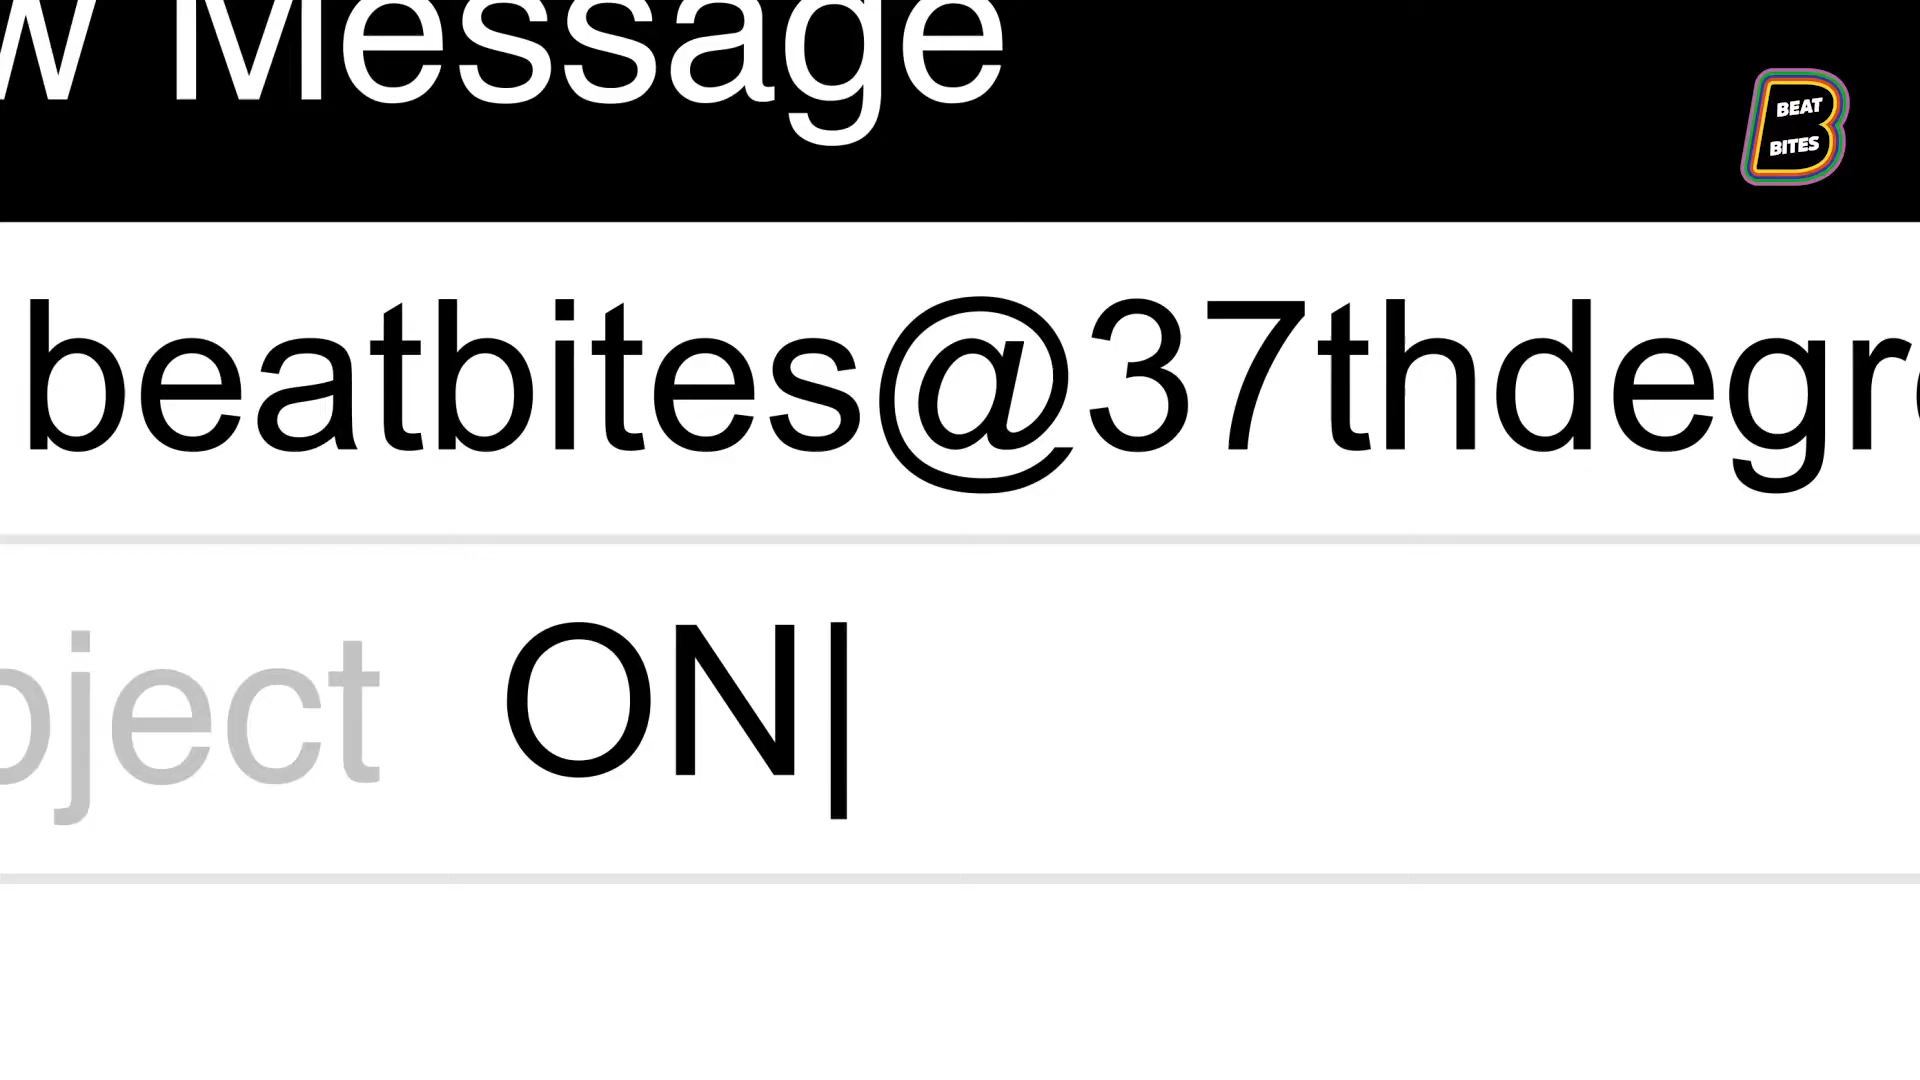 w Message
BEAT
BITES
beatbites@37thdegr
bject ON|